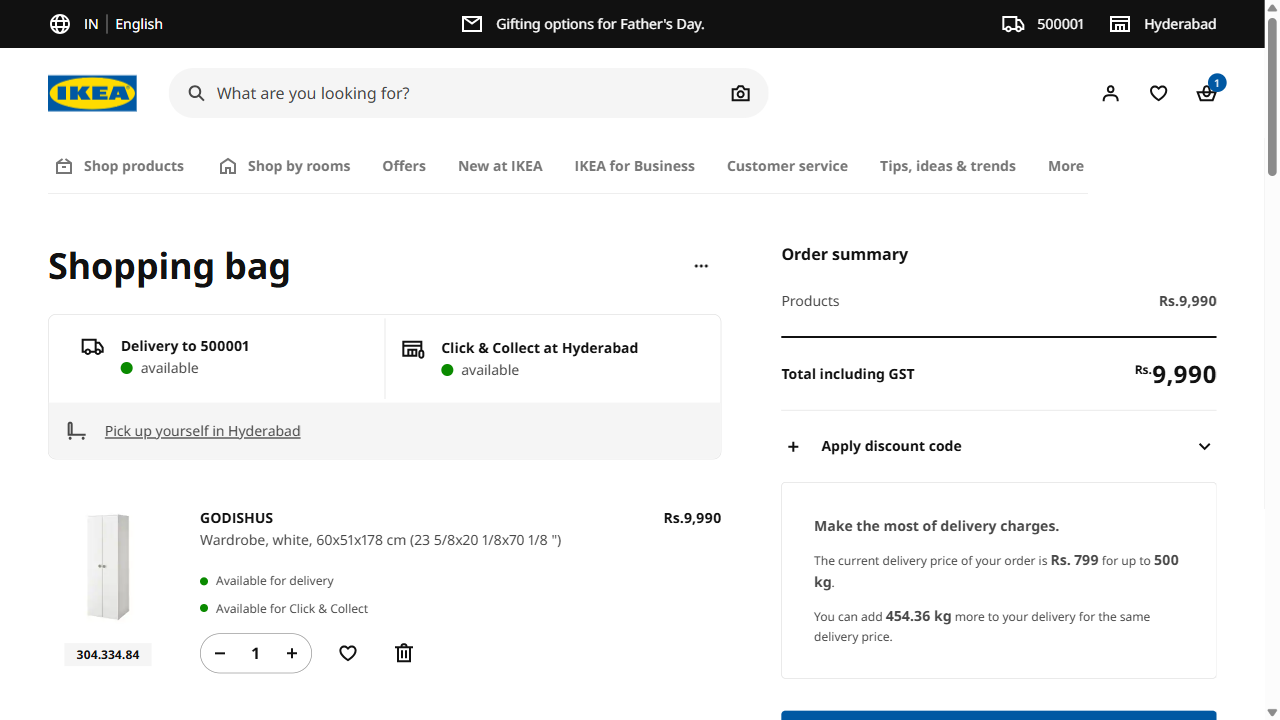 IN English
Gifting options for Father's Day.
500001
Hyderabad
IKEA
What are you looking for?
1
Shop products
Shop by rooms
Offers
New at IKEA
IKEA for Business
Customer service
Tips, ideas & trends
More
Shopping bag
Delivery to 500001
available
Click & Collect at Hyderabad
available
Pick up yourself in Hyderabad
GODISHUS
Rs.9,990
Wardrobe, white, 60x51x178 cm (23 5/8x20 1/8x70 1/8 ")
Available for delivery
Available for Click & Collect
304.334.84
1
Order summary
Products
Rs.9,990
Total including GST
Rs.9,990
Apply discount code
Make the most of delivery charges.
The current delivery price of your order is Rs. 799 for up to 500
kg.
You can add 454.36 kg more to your delivery for the same
delivery price.